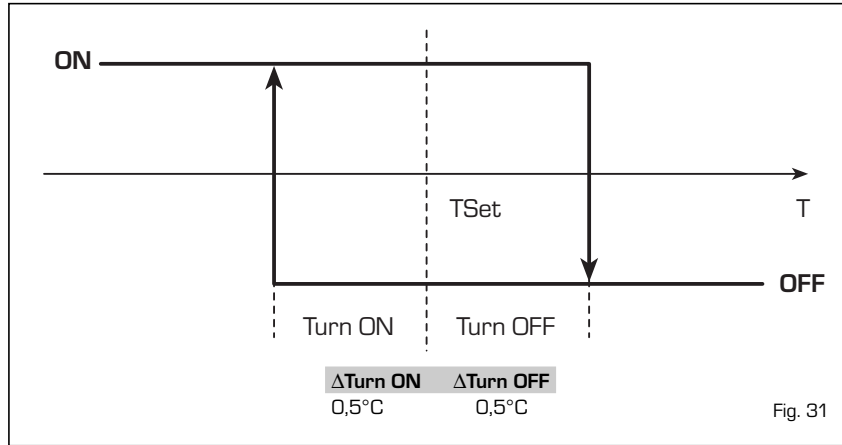 ON
TSet T
OFF
Turn ON Turn OFF
ΔTurn ON ΔTurn OFF
0,5°C 0,5°C
Fig. 31